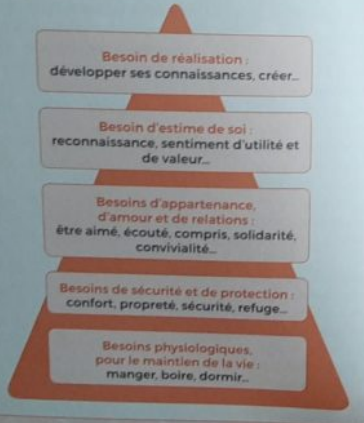 Besoin de réalisation :
développer ses connaissances, créer...
Besoin d'estime de soi :
reconnaissance, sentiment d'utilité et
de valeur...
Besoins d'appartenance,
d'amour et de relations :
être aimé, écouté, compris, solidarité,
convivialité...
Besoins de sécurité et de protection :
confort, propreté, sécurité, refuge...
Besoins physiologiques,
pour le maintien de la vie :
manger, boire, dormir...